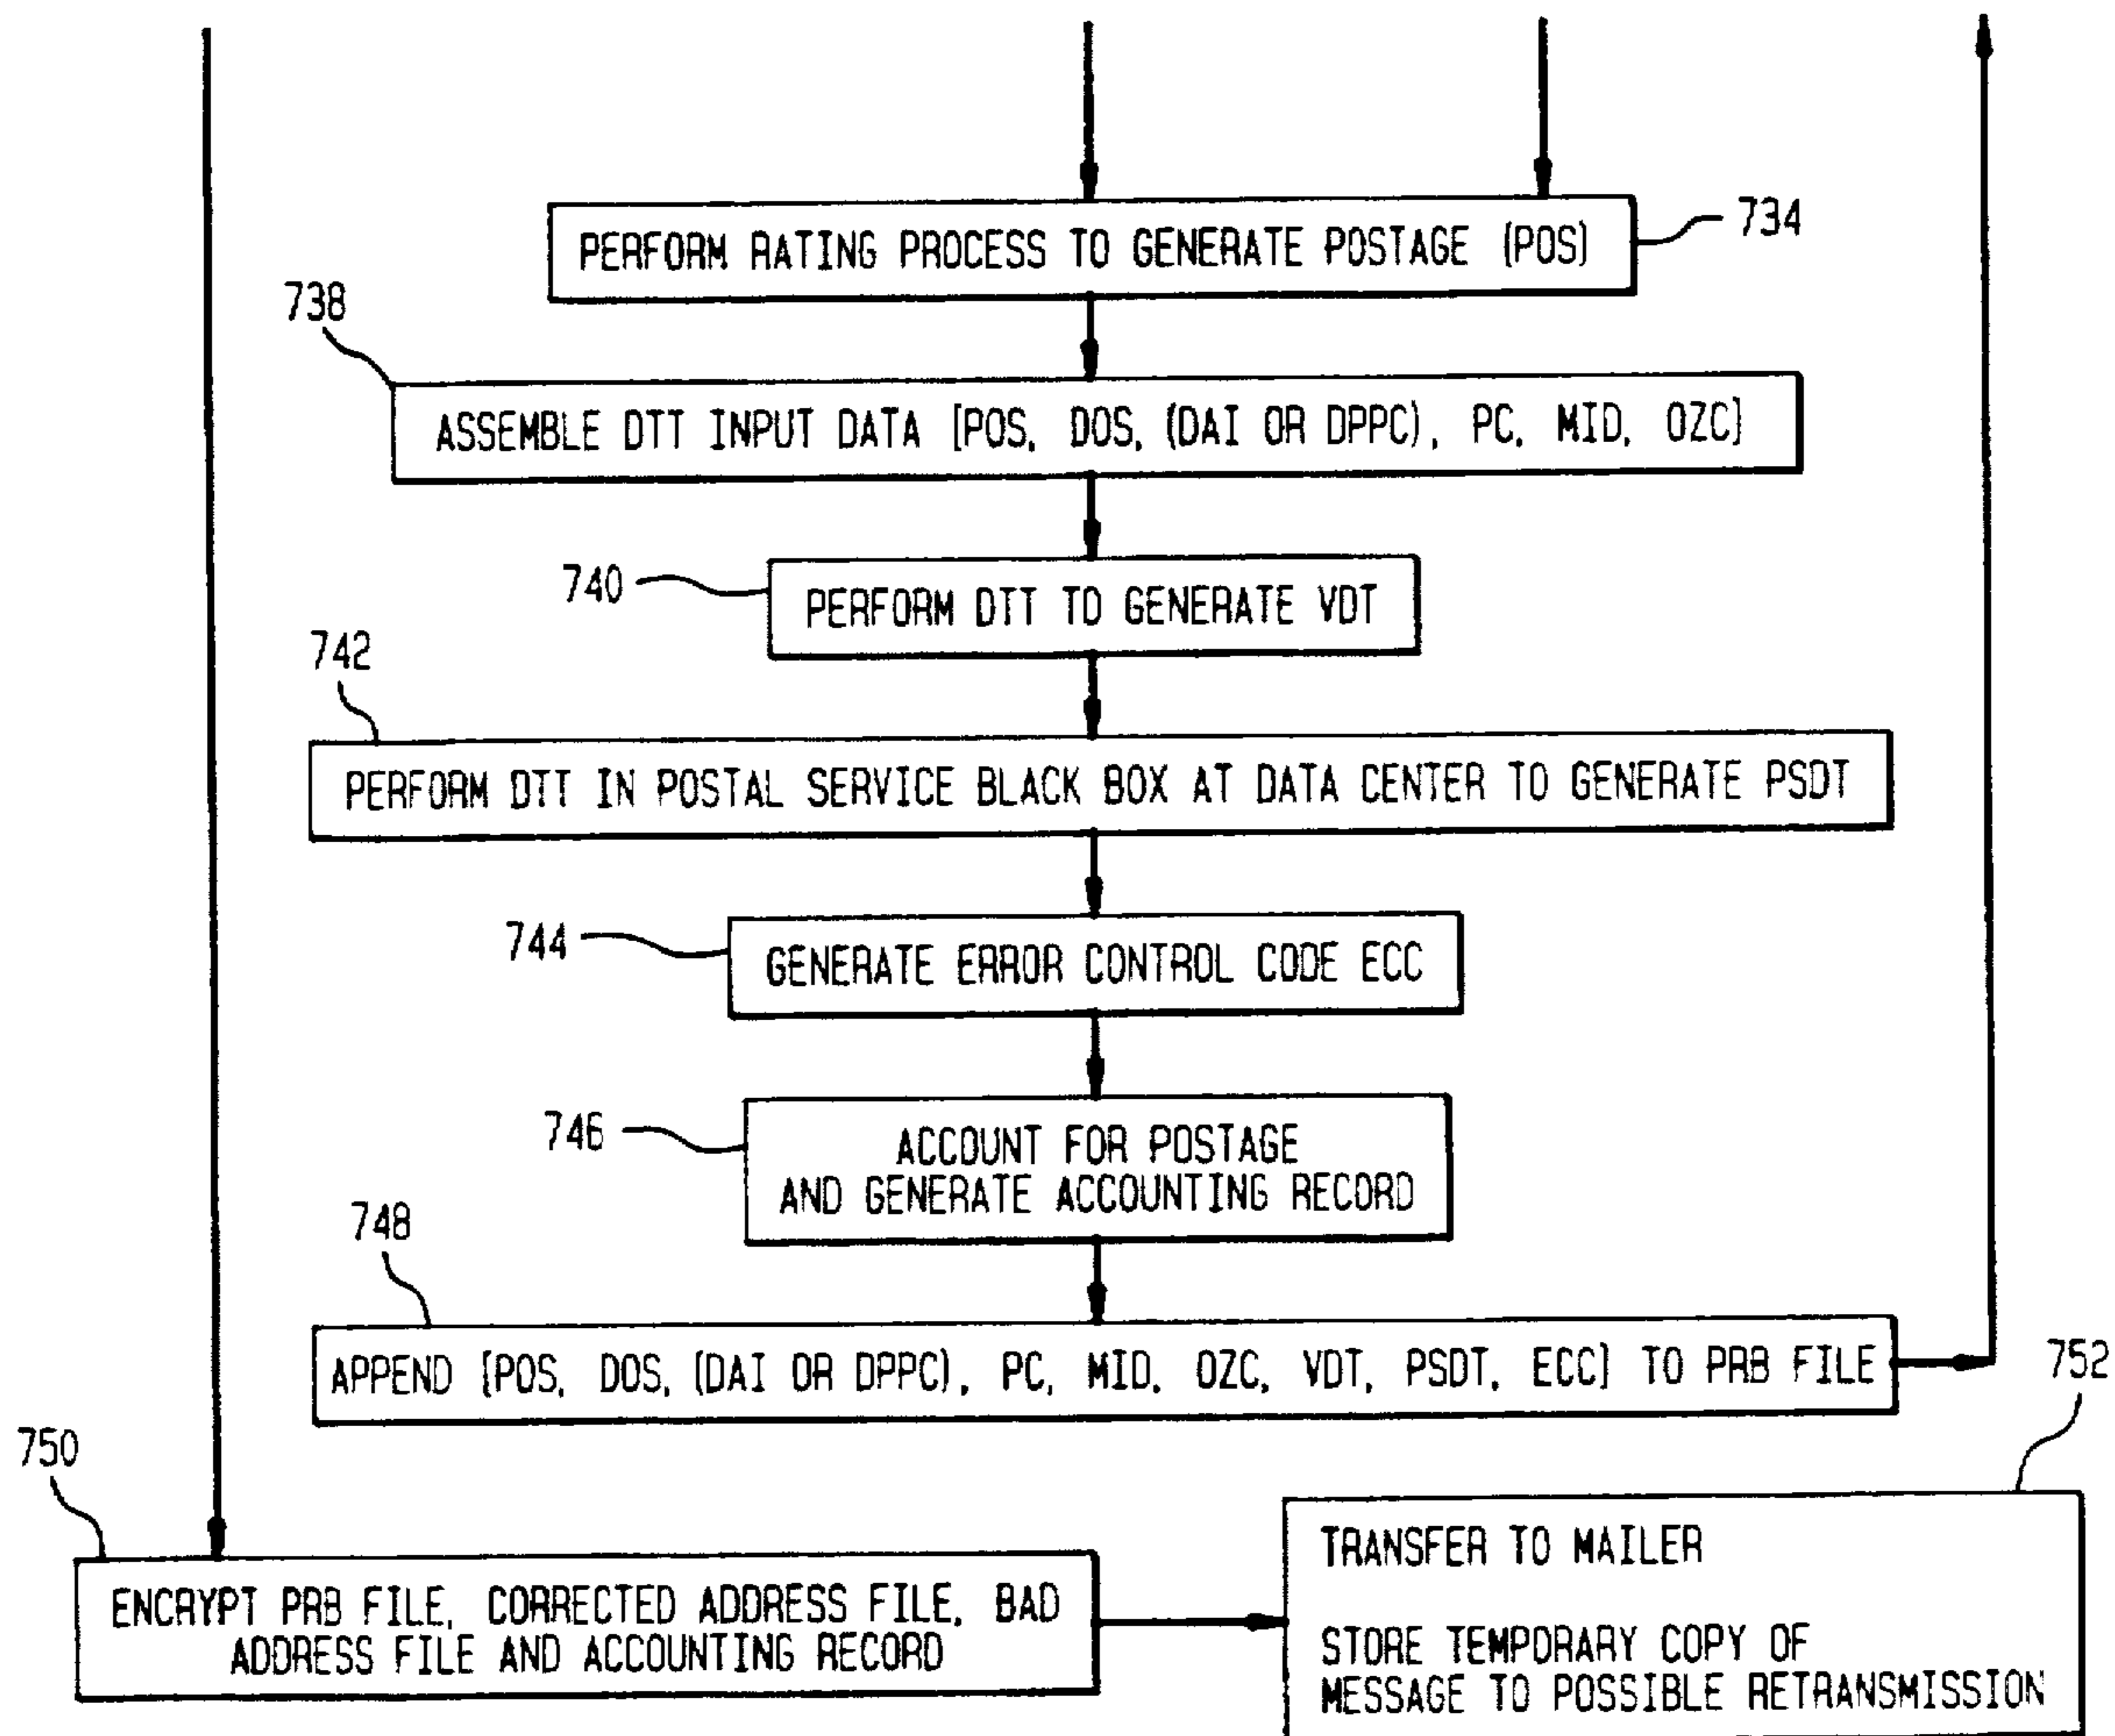 PERFORM RATING PROCESS TO GENERATE POSTAGE (POS)
734
738
ASSEMBLE DTT INPUT DATA [POS, DOS, (DAI OR DPPC), PC, MID, OZC]
740
PERFORM DTT TO GENERATE VDT
742
PERFORM DTT IN POSTAL SERVICE BLACK BOX AT DATA CENTER TO GENERATE PSDT
744
GENERATE ERROR CONTROL CODE ECC
746
ACCOUNT FOR POSTAGE
AND GENERATE ACCOUNTING RECORD
748
APPEND [POS, DOS, (DAI OR DPPC), PC, MID, OZC, VDT, PSDT, ECC] TO PRB FILE
752
750
ENCRYPT PRB FILE, CORRECTED ADDRESS FILE, BAD
ADDRESS FILE AND ACCOUNTING RECORD
TRANSFER TO MAILER
STORE TEMPORARY COPY OF
MESSAGE TO POSSIBLE RETRANSMISSION